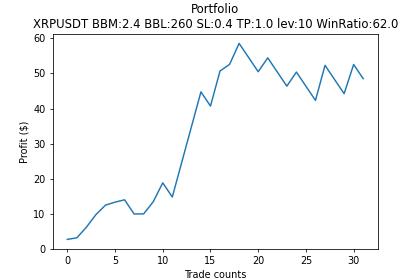 Portfolio
XRPUSDT BBM:2.4 BBL:260 SL:0.4 TP:1.0 lev:10 WinRatio:62.0
60
50
40
30
20
10
0
Profit ($)
0 5 10 15 20 25 30
Trade counts